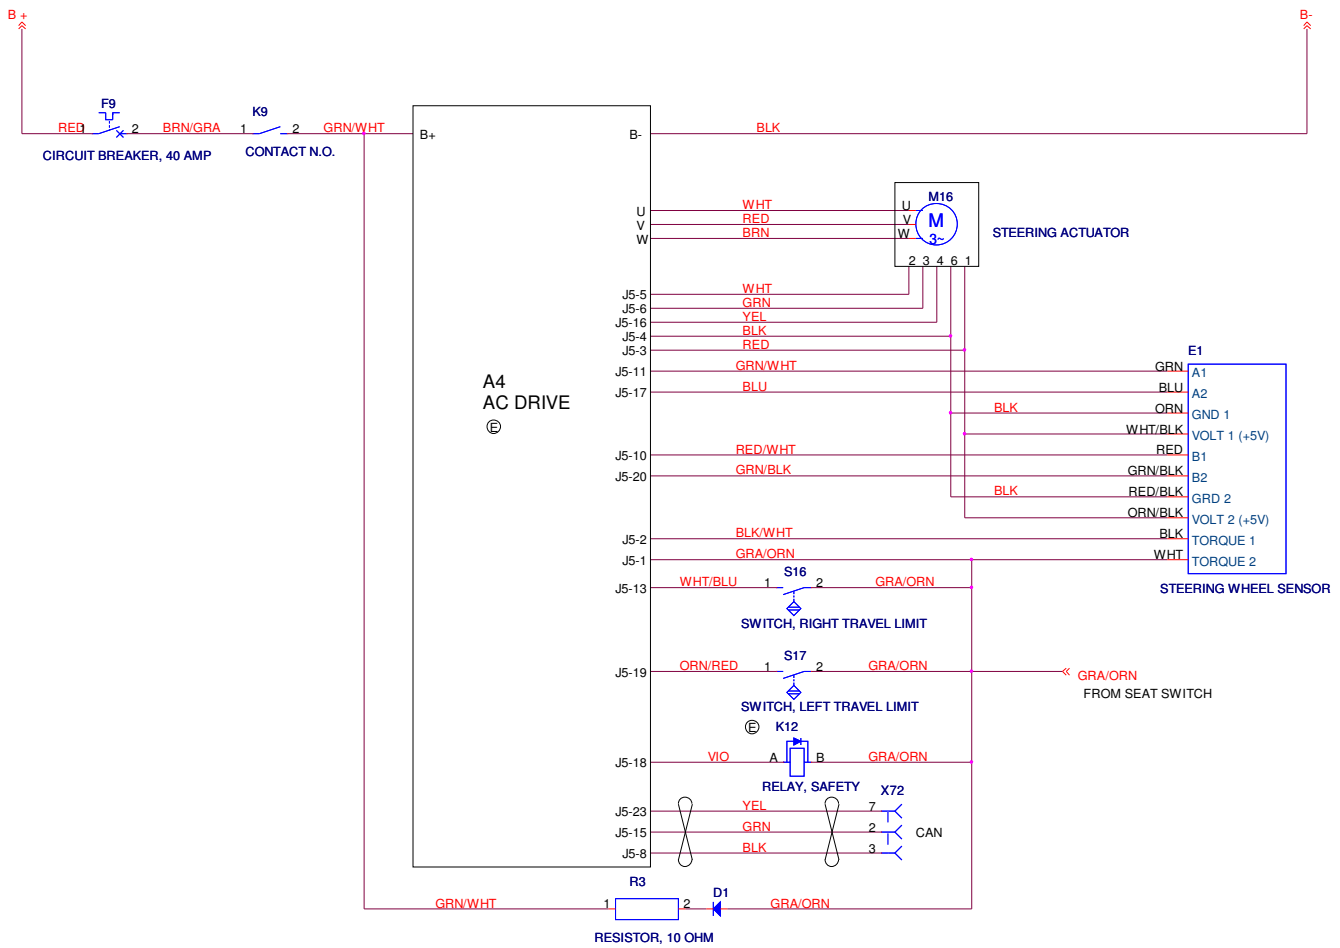 B +
B-
F9
K9
RED 1 2 BRN/GRA 1 2 GRN/WHT B+
B- BLK
CIRCUIT BREAKER, 40 AMP
CONTACT N.O.
M16
U WHT U
V RED V M
W BRN W 3~
STEERING ACTUATOR
2 3 4 6 1
J5-5 WHT
J5-6 GRN
J5-16 YEL
J5-4 BLK
J5-3 RED
E1
J5-11 GRN/WHT GRN A1
A4
AC DRIVE
E
J5-17 BLU BLU A2
BLK ORN GND 1
WHT/BLK VOLT 1 (+5V)
J5-10 RED/WHT RED B1
J5-20 GRN/BLK GRN/BLK B2
BLK RED/BLK GRD 2
ORN/BLK VOLT 2 (+5V)
J5-2 BLK/WHT BLK TORQUE 1
J5-1 GRA/ORN WHT TORQUE 2
STEERING WHEEL SENSOR
S16
J5-13 WHT/BLU 1 2 GRA/ORN
SWITCH, RIGHT TRAVEL LIMIT
S17
J5-19 ORN/RED 1 2 GRA/ORN
GRA/ORN
FROM SEAT SWITCH
SWITCH, LEFT TRAVEL LIMIT
E K12
J5-18 VIO A B GRA/ORN
RELAY, SAFETY
X72
J5-23 YEL 7
J5-15 GRN 2 CAN
J5-8 BLK 3
R3
D1
GRN/WHT 1 2 GRA/ORN
RESISTOR, 10 OHM